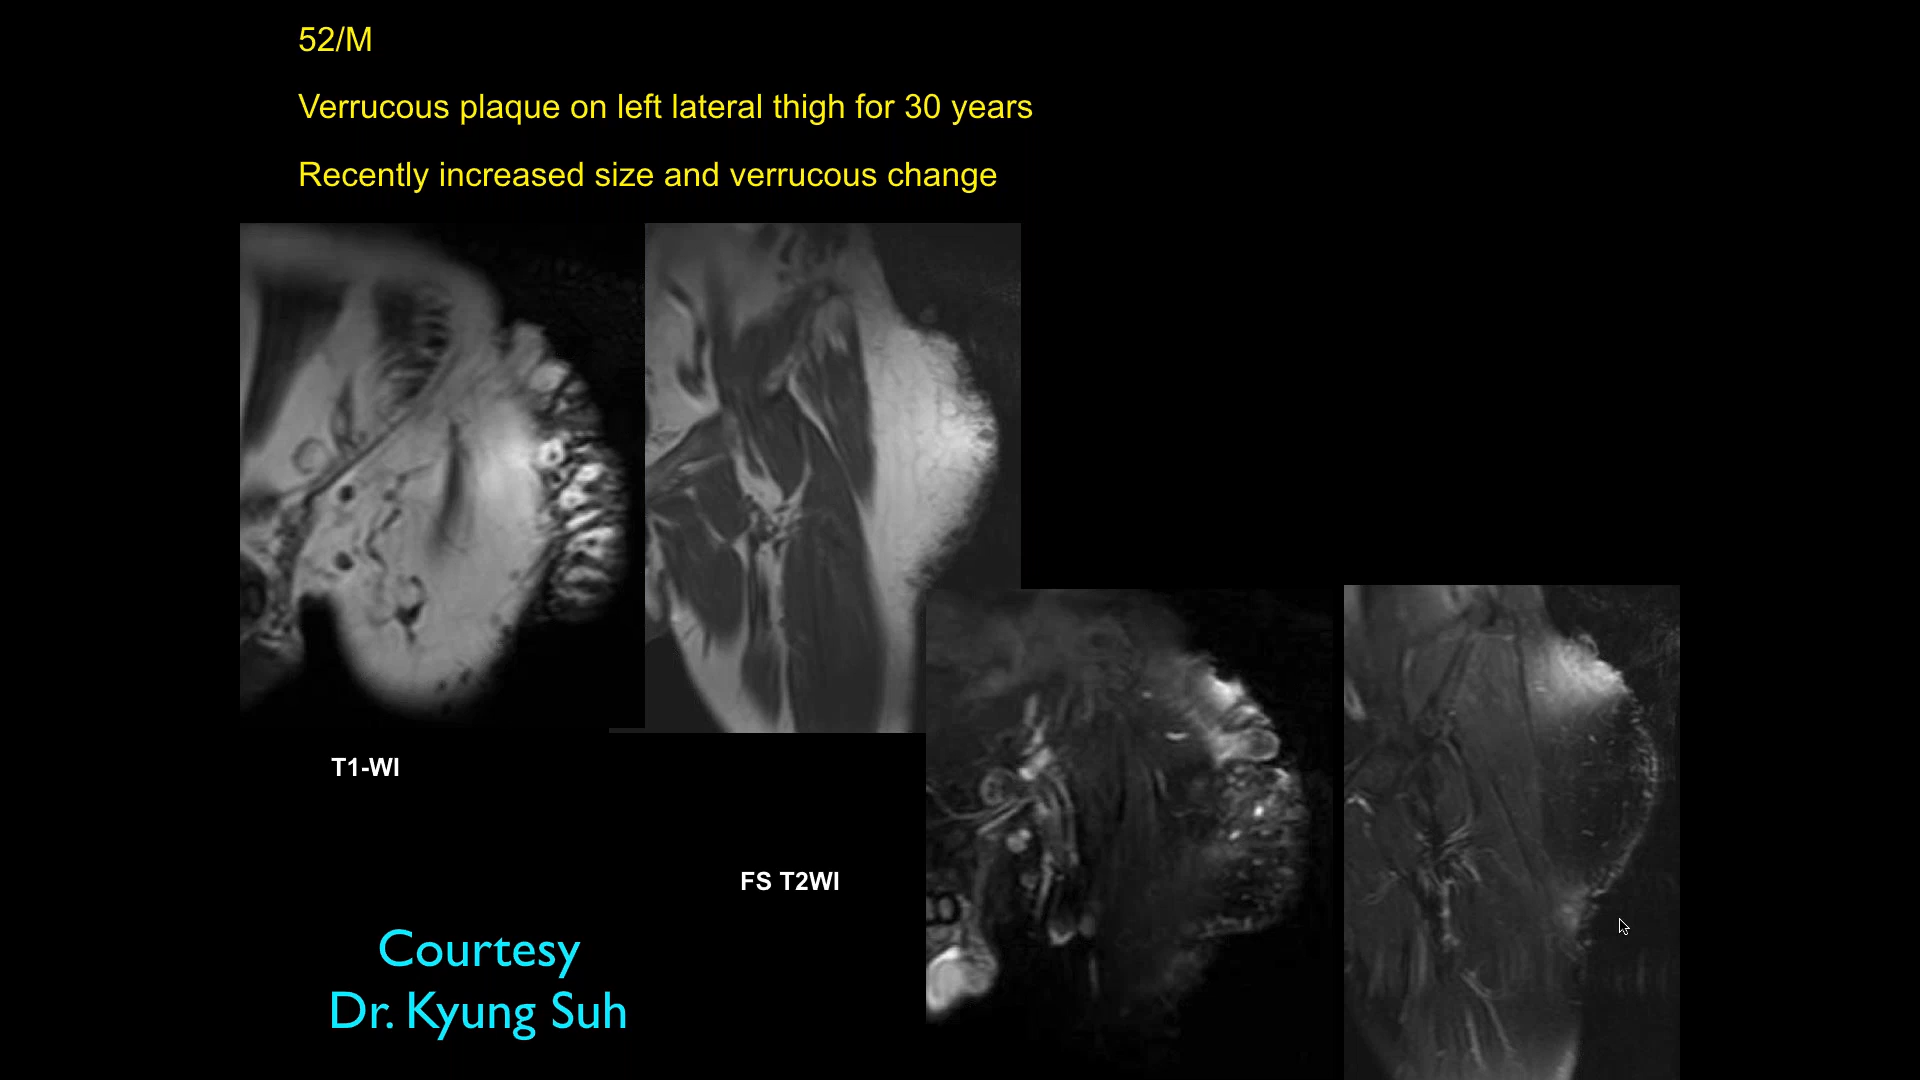 52/M
Verrucous plaque on left lateral thigh for 30 years
Recently increased size and verrucous change
T1-WI
FS T2WI
Courtesy
Dr. Kyung Suh